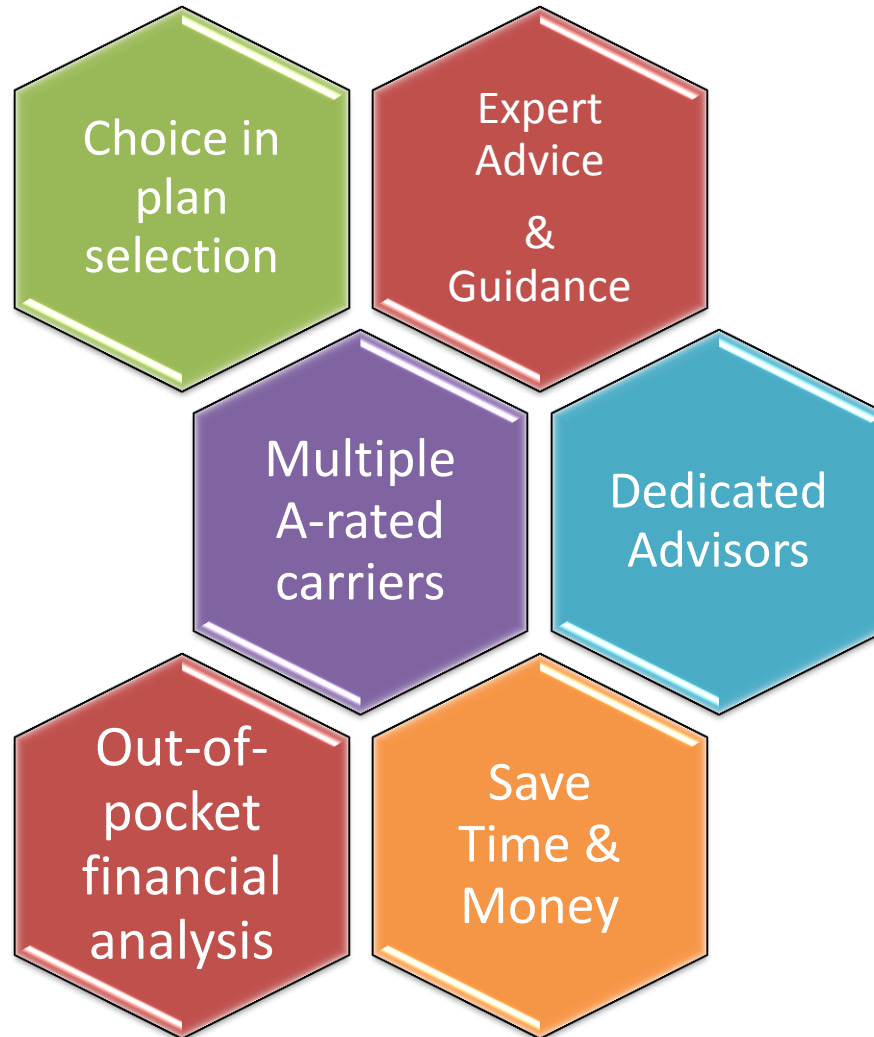 Choice in
plan
selection
Expert
Advice
&
Guidance
Multiple
A-rated
carriers
Dedicated
Advisors
Out-of-
pocket
financial
analysis
Save
Time &
Money